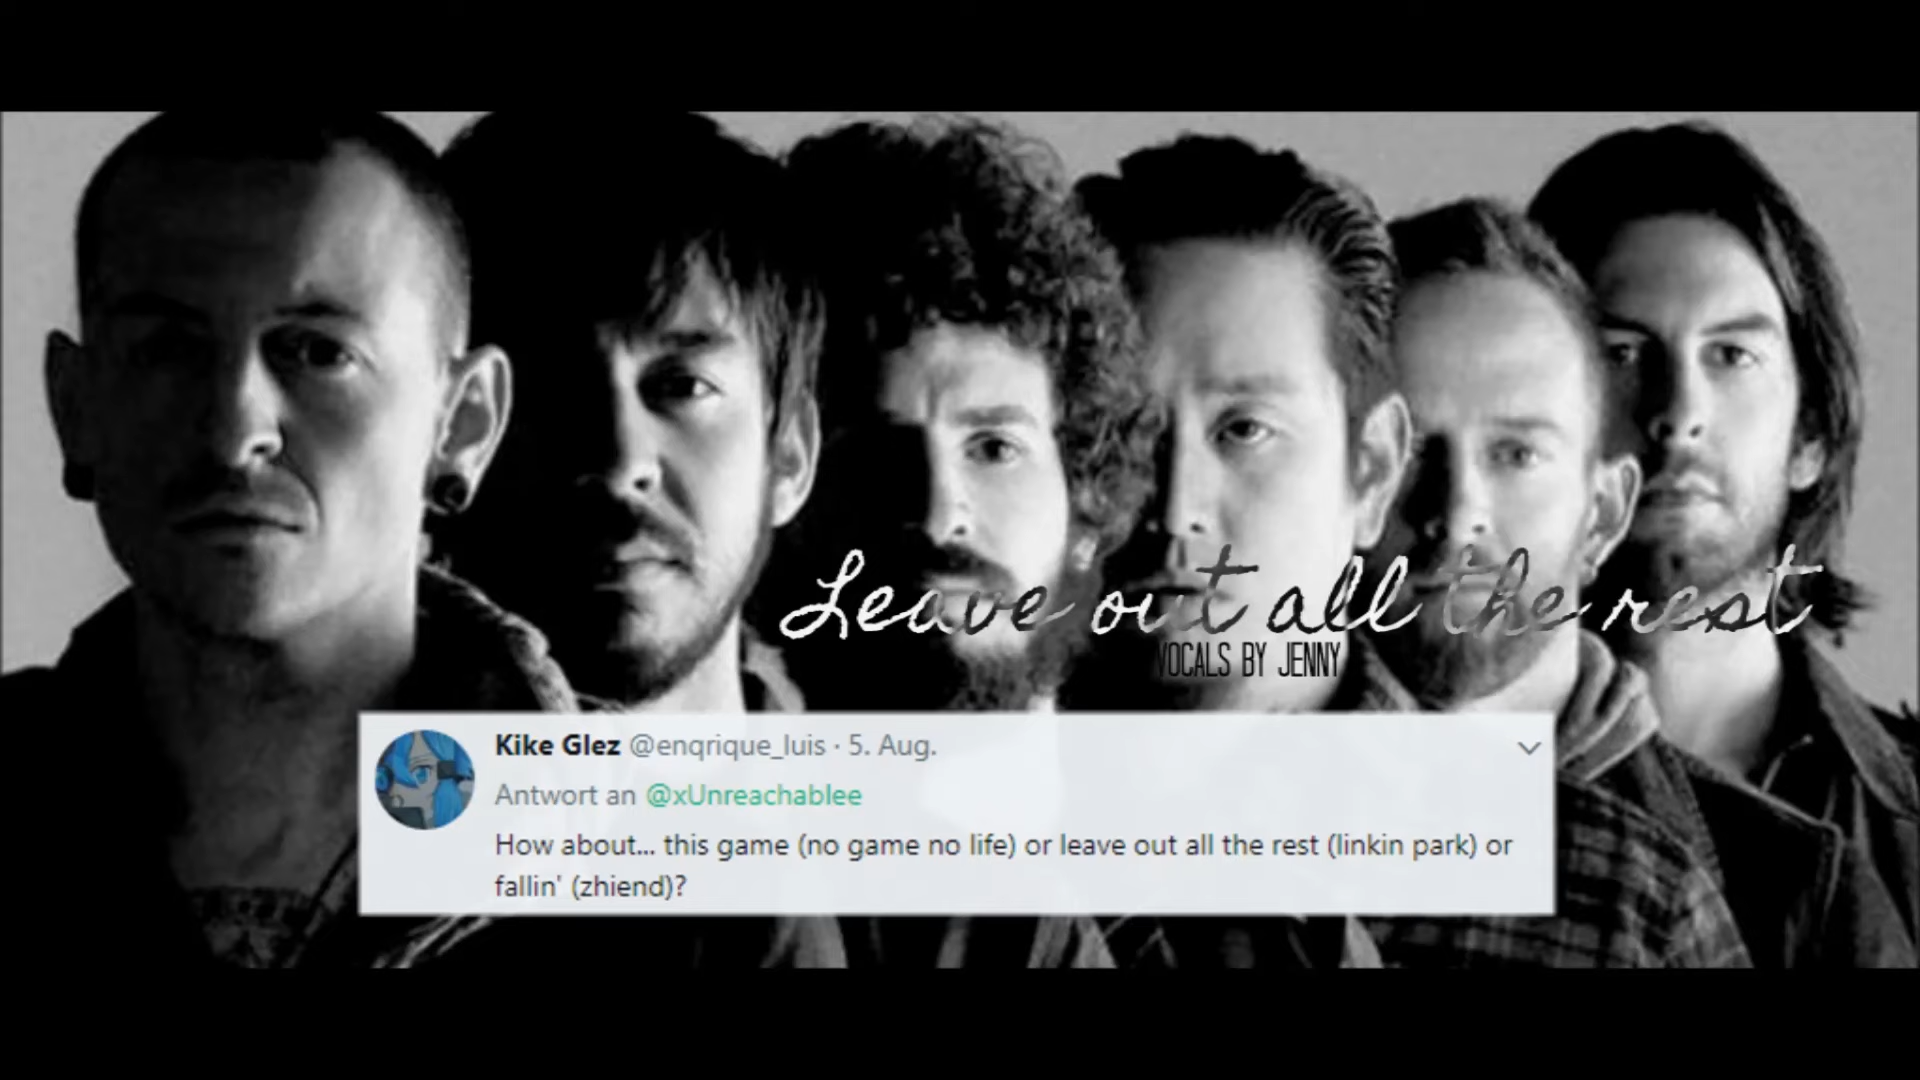 Leave out all the rest
VOCALS BY JENNY
Kike Glez @enqrique_luis · 5. Aug.
Antwort an @xUnreachablee
How about... this game (no game no life) or leave out all the rest (linkin park) or
fallin' (zhiend)?